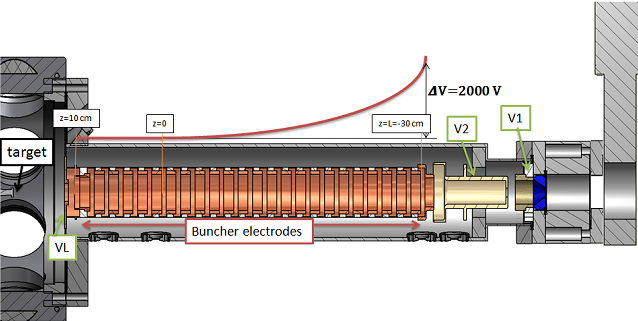 ΔV=2000 V
z=10 cm
z=0
z=L=-30 cm
V2
V1
target
VL
Buncher electrodes